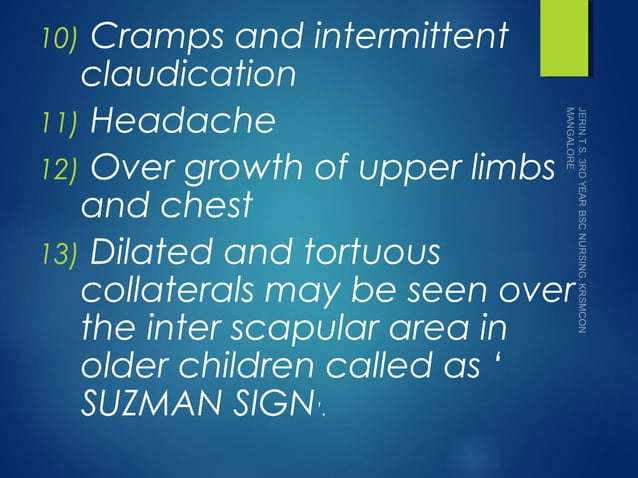 10) Cramps and intermittent
claudication
11) Headache
12) Over growth of upper limbs
and chest
13) Dilated and tortuous
collaterals may be seen over
the inter scapular area in
older children called as ‘
SUZMAN SIGN’.
JERIN T.S, 3RD YEAR BSC NURSING, KRSMCON
MANGALORE